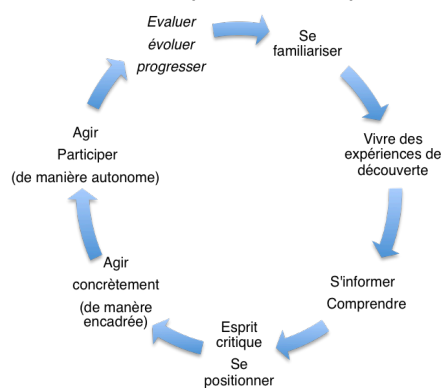 Evaluer
évoluer
progresser
Se
familiariser
Vivre des
expériences de
découverte
S'informer
Comprendre
Esprit
critique
Se
positionner
Agir
concrètement
(de manière
encadrée)
Agir
Participer
(de manière autonome)